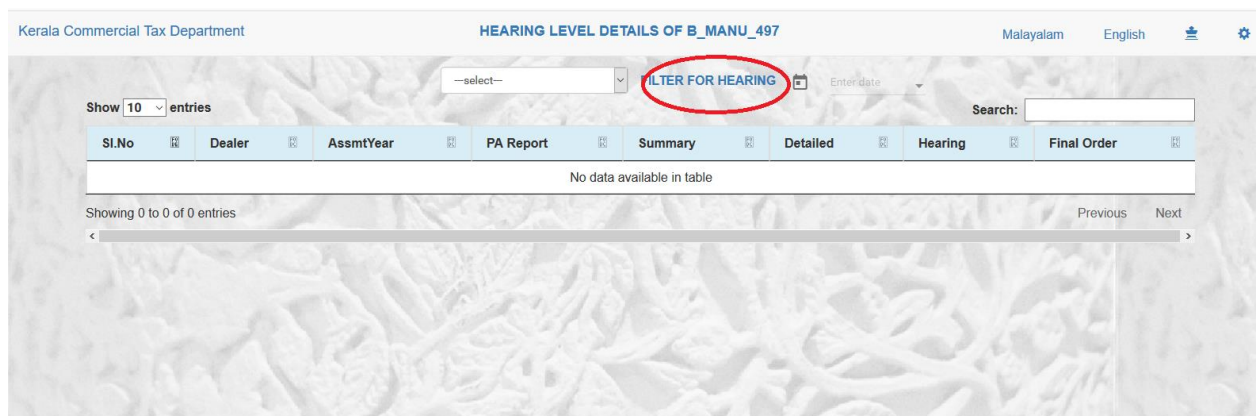 Kerala Commercial Tax Department HEARING LEVEL DETAILS OF B_MANU_497 Malayalam English
---select--- FILTER FOR HEARING Enter date
Show 10 entries Search:
Sl.No Dealer AssmtYear PA Report Summary Detailed Hearing Final Order
No data available in table
Showing 0 to 0 of 0 entries Previous Next